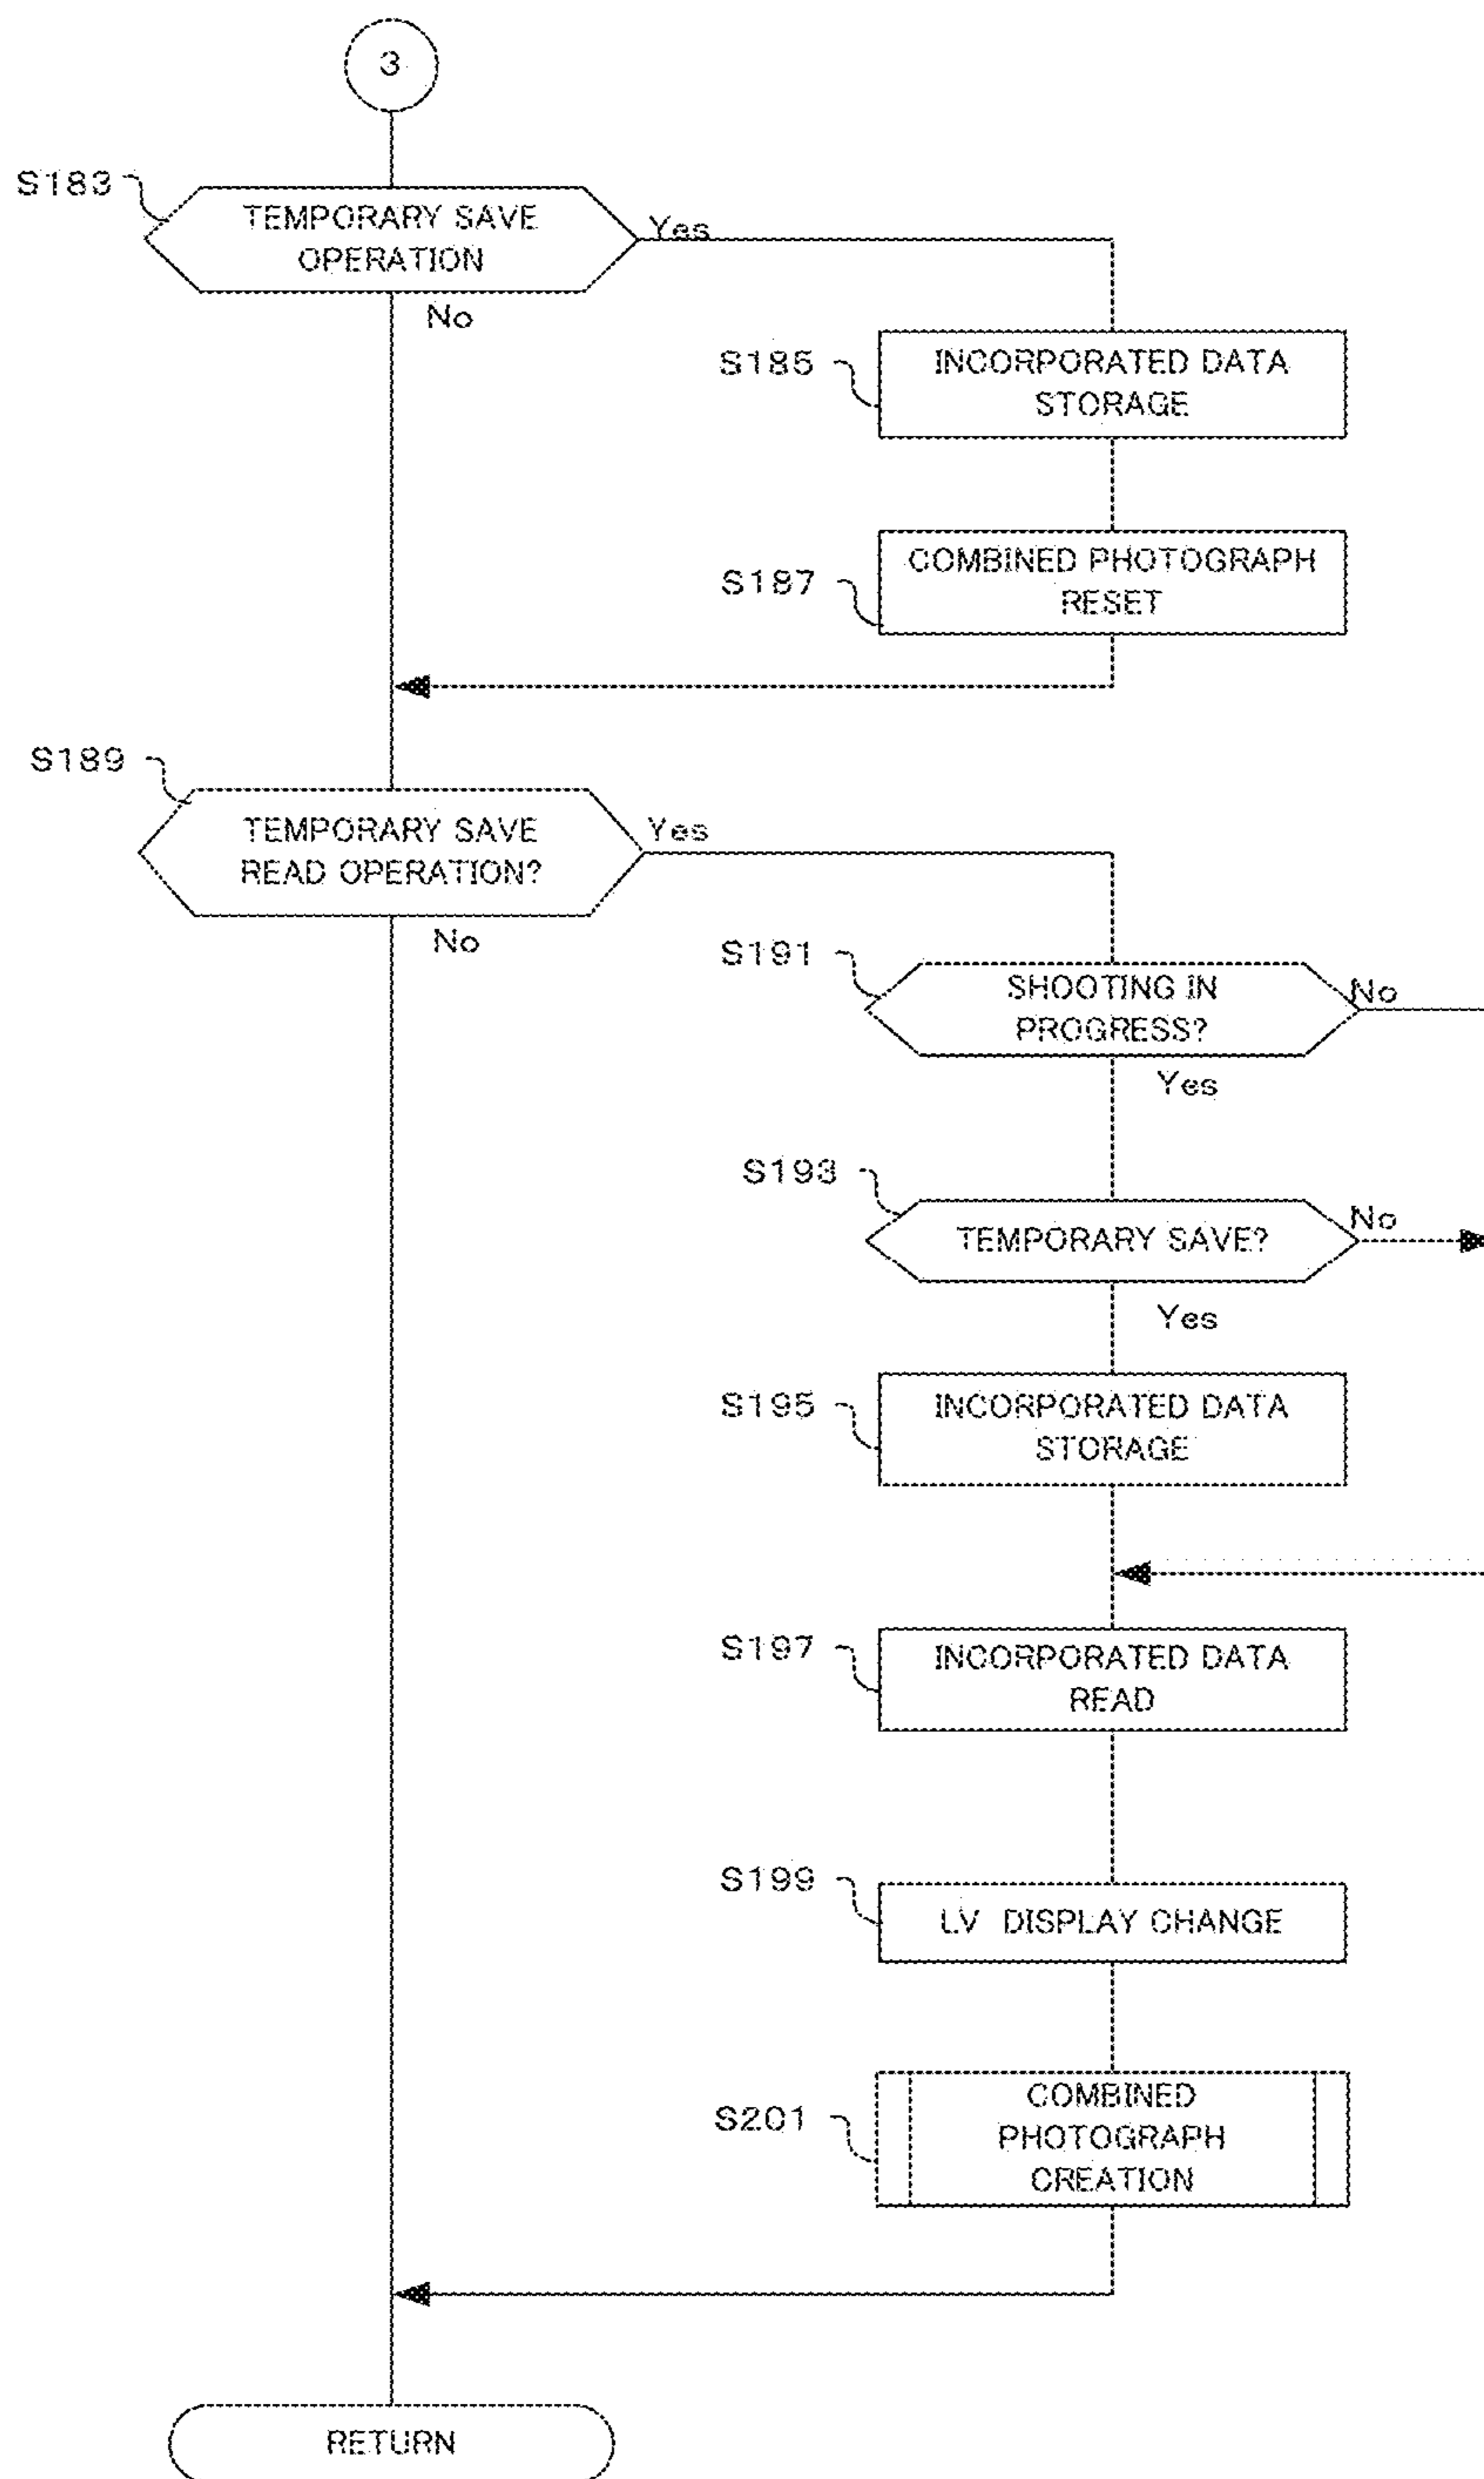 3
S183
TEMPORARY SAVE
OPERATION
Yes
No
S185
INCORPORATED DATA
STORAGE
S187
COMBINED PHOTOGRAPH
RESET
S189
TEMPORARY SAVE
READ OPERATION?
Yes
No
S191
SHOOTING IN
PROGRESS?
No
Yes
S193
TEMPORARY SAVE?
No
Yes
S195
INCORPORATED DATA
STORAGE
S197
INCORPORATED DATA
READ
S199
LV DISPLAY CHANGE
S201
COMBINED
PHOTOGRAPH
CREATION
RETURN